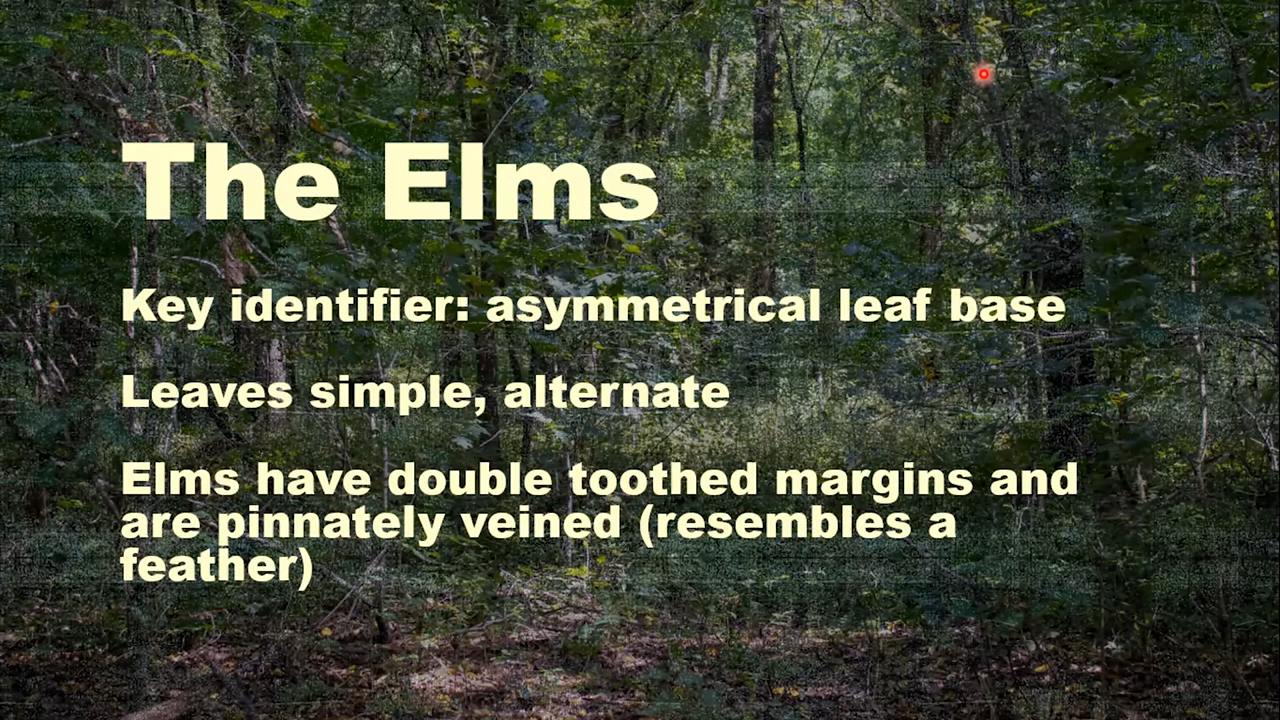 The Elms
Key identifier: asymmetrical leaf base
Leaves simple, alternate
Elms have double toothed margins and
are pinnately veined (resembles a
feather)